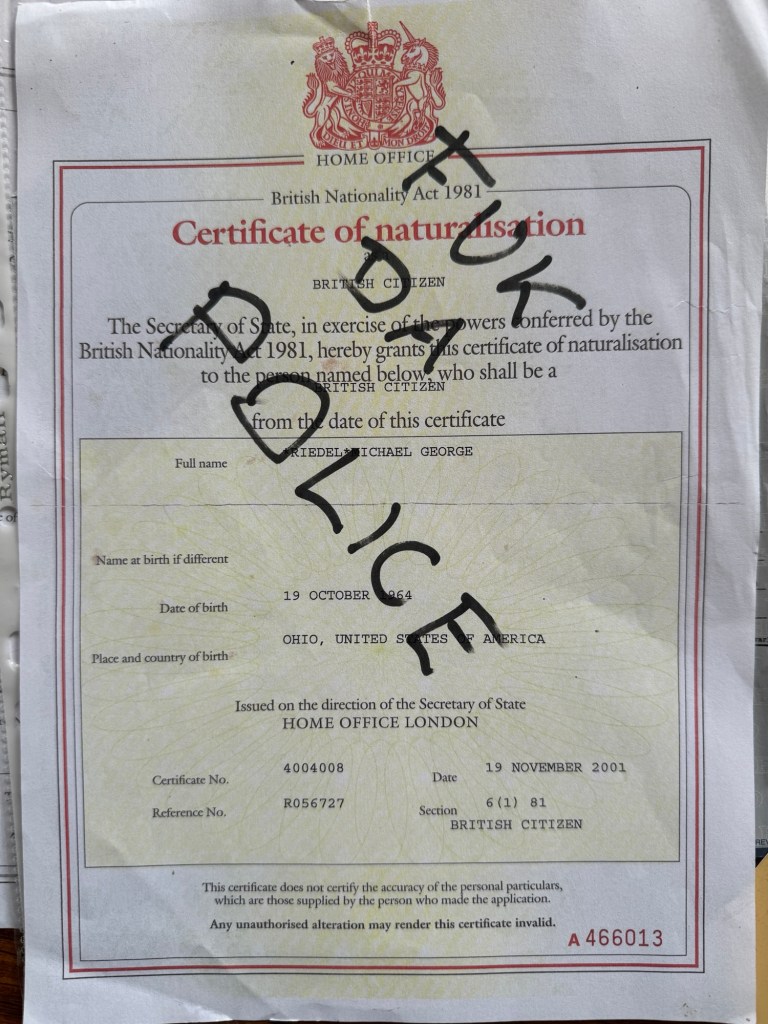 HOME OFFICE
British Nationality Act 1981
Certificate of naturalisation
BRITISH CITIZEN
The Secretary of State, in exercise of the powers conferred by the
British Nationality Act 1981, hereby grants this certificate of naturalisation
to the person named below, who shall be a
BRITISH CITIZEN
from the date of this certificate
Full name *RIEDEL*MICHAEL GEORGE
Name at birth if different
Date of birth 19 OCTOBER 1964
Place and country of birth OHIO, UNITED STATES OF AMERICA
Issued on the direction of the Secretary of State
HOME OFFICE LONDON
Certificate No. 4004008 Date 19 NOVEMBER 2001
Reference No. R056727 Section 6(1) 81
BRITISH CITIZEN
This certificate does not certify the accuracy of the personal particulars,
which are those supplied by the person who made the application.
Any unauthorised alteration may render this certificate invalid.
A 466013
FUK
DA
POLICE
Ryman